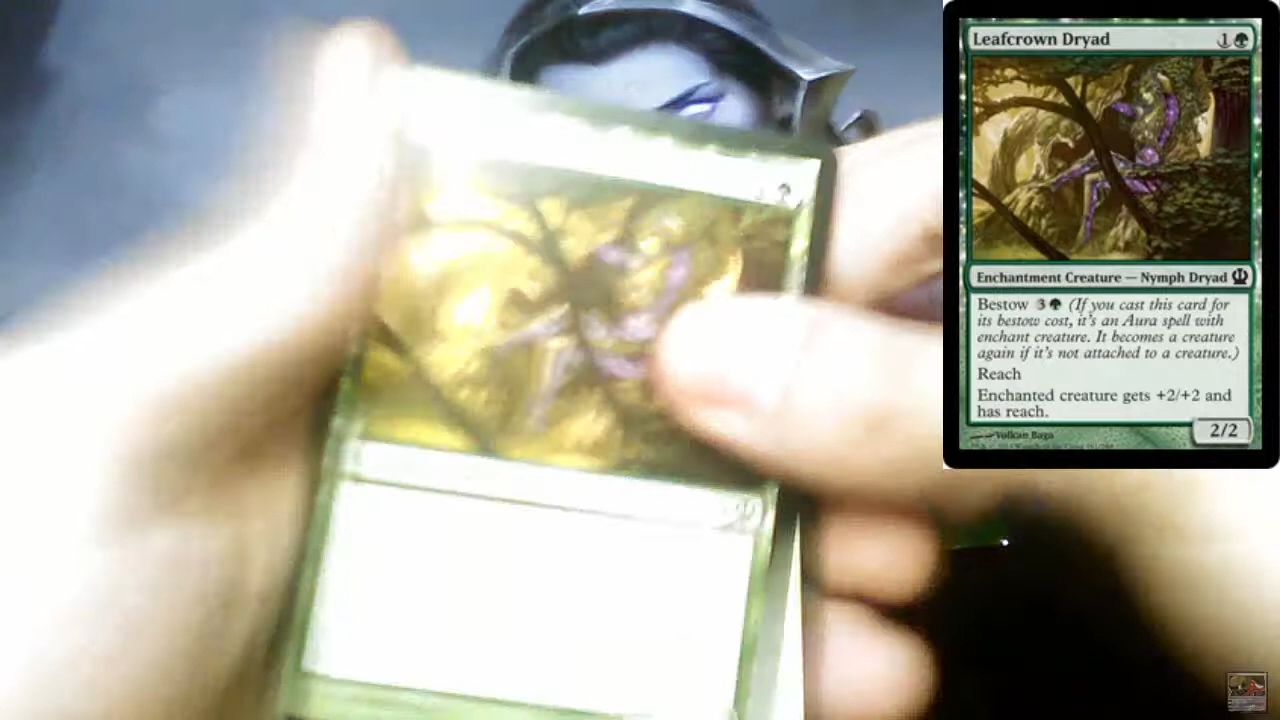 Leafcrown Dryad 1
Enchantment Creature — Nymph Dryad
Bestow 3 (If you cast this card for
its bestow cost, it's an Aura spell with
enchant creature. It becomes a creature
again if it's not attached to a creature.)
Reach
Enchanted creature gets +2/+2 and
has reach.
2/2
Volkan Baga